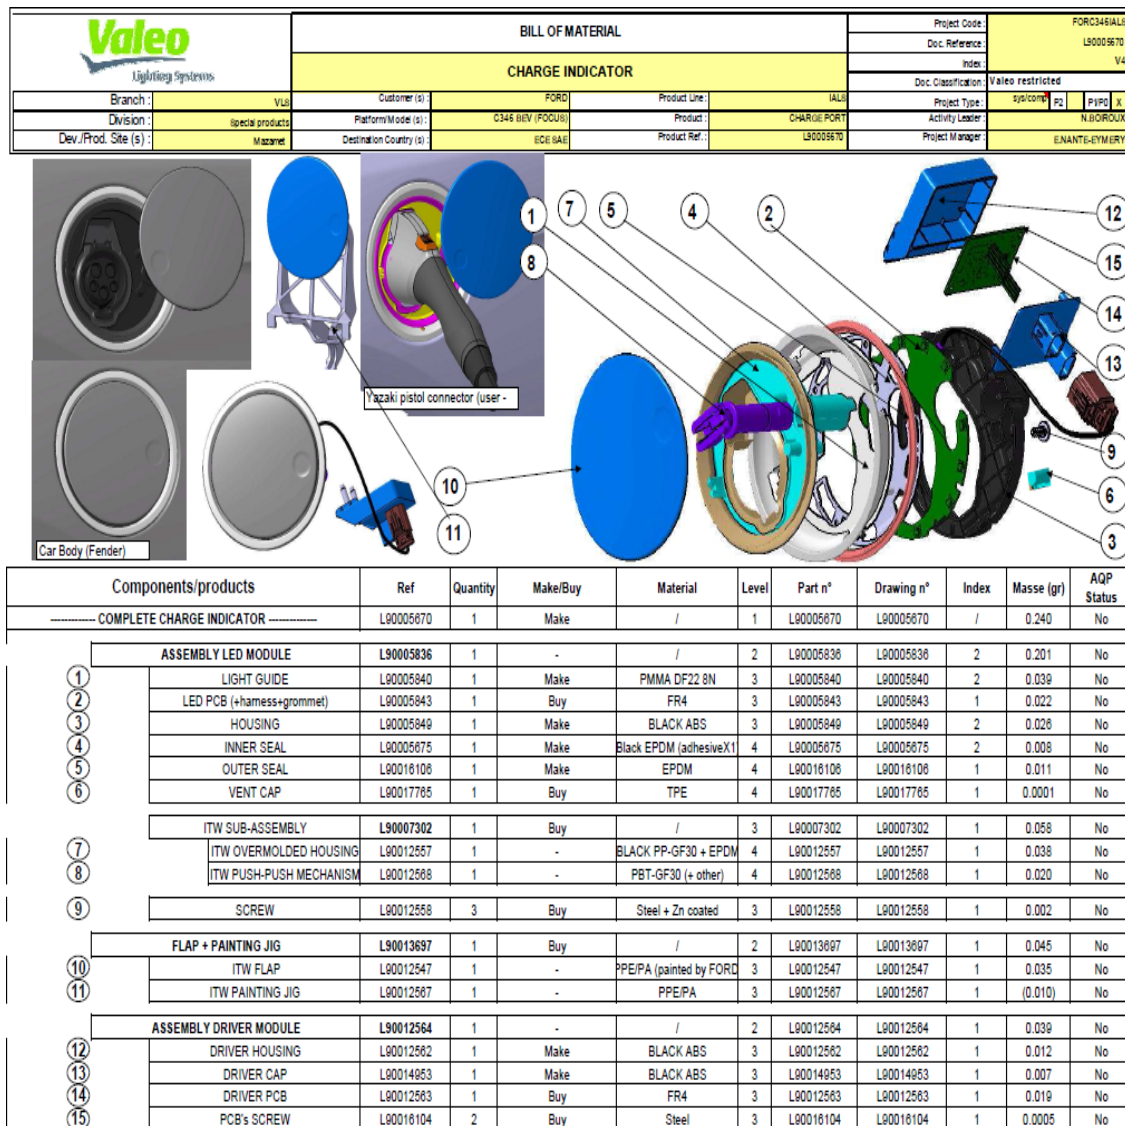 Valeo
Lighting Systems
BILL OF MATERIAL
CHARGE INDICATOR
Project Code : FORC346IALS
Doc. Reference : L90005670
Index : V4
Doc. Classification : Valeo restricted
Branch : VLS Customer (s) : FORD Product Line : IALS Project Type : sys/comp P2 P1/P0 X
Division : Special products Platform/Model (s) : C346 BEV (FOCUS) Product : CHARGE PORT Activity Leader : N.BOIROUX
Dev./Prod. Site (s) : Mazamet Destination Country (s) : ECE SAE Product Ref. : L90005670 Project Manager : E.NANTE-EYMERY
1 7 5 4 2 12
8 15
14
13
Yazaki pistol connector (user -
9
10 6
11
3
Car Body (Fender)
Components/products Ref Quantity Make/Buy Material Level Part n° Drawing n° Index Masse (gr) AQP Status
------------- COMPLETE CHARGE INDICATOR -------------- L90005670 1 Make / 1 L90005670 L90005670 / 0.240 No
ASSEMBLY LED MODULE L90005836 1 - / 2 L90005836 L90005836 2 0.201 No
1 LIGHT GUIDE L90005840 1 Make PMMA DF22 8N 3 L90005840 L90005840 2 0.039 No
2 LED PCB (+harness+grommet) L90005843 1 Buy FR4 3 L90005843 L90005843 1 0.022 No
3 HOUSING L90005849 1 Make BLACK ABS 3 L90005849 L90005849 2 0.026 No
4 INNER SEAL L90005675 1 Make Black EPDM (adhesiveX1) 4 L90005675 L90005675 2 0.008 No
5 OUTER SEAL L90016106 1 Make EPDM 4 L90016106 L90016106 1 0.011 No
6 VENT CAP L90017765 1 Buy TPE 4 L90017765 L90017765 1 0.0001 No
ITW SUB-ASSEMBLY L90007302 1 Buy / 3 L90007302 L90007302 1 0.058 No
7 ITW OVERMOLDED HOUSING L90012557 1 - BLACK PP-GF30 + EPDM 4 L90012557 L90012557 1 0.038 No
8 ITW PUSH-PUSH MECHANISM L90012568 1 - PBT-GF30 (+ other) 4 L90012568 L90012568 1 0.020 No
9 SCREW L90012558 3 Buy Steel + Zn coated 3 L90012558 L90012558 1 0.002 No
FLAP + PAINTING JIG L90013697 1 Buy / 2 L90013697 L90013697 1 0.045 No
10 ITW FLAP L90012547 1 - PPE/PA (painted by FORD 3 L90012547 L90012547 1 0.035 No
11 ITW PAINTING JIG L90012567 1 - PPE/PA 3 L90012567 L90012567 1 (0.010) No
ASSEMBLY DRIVER MODULE L90012564 1 - / 2 L90012564 L90012564 1 0.039 No
12 DRIVER HOUSING L90012562 1 Make BLACK ABS 3 L90012562 L90012562 1 0.012 No
13 DRIVER CAP L90014953 1 Make BLACK ABS 3 L90014953 L90014953 1 0.007 No
14 DRIVER PCB L90012563 1 Buy FR4 3 L90012563 L90012563 1 0.019 No
15 PCB's SCREW L90016104 2 Buy Steel 3 L90016104 L90016104 1 0.0005 No